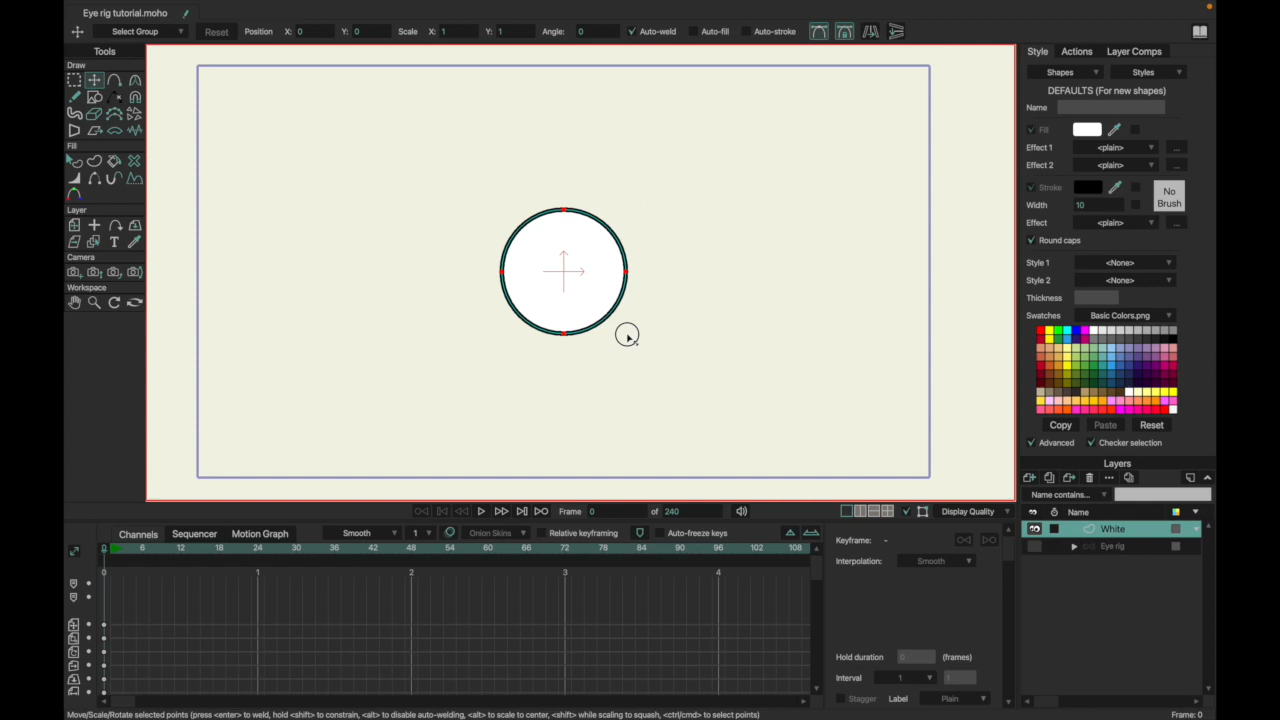 Eye rig tutorial.moho
Select Group Reset Position X: 0 Y: 0 Scale X: 1 Y: 1 Angle: 0 Auto-weld Auto-fill Auto-stroke
Tools
Draw
Fill
Layer
Camera
Workspace
Style Actions Layer Comps
Shapes Styles
DEFAULTS (For new shapes)
Name
Fill
Effect 1 <plain> ...
Effect 2 <plain> ...
Stroke
No Brush
Width 10
Effect <plain> ...
Round caps
Style 1 <None>
Style 2 <None>
Thickness
Swatches Basic Colors.png
Copy Paste Reset
Advanced Checker selection
Layers
Name contains...
Name
White
Eye rig
Frame 0 of 240 Display Quality
Channels Sequencer Motion Graph Smooth 1 Onion Skins Relative keyframing Auto-freeze keys
0 6 12 18 24 30 36 42 48 54 60 66 72 78 84 90 96 102 108
0 1 2 3 4
Keyframe: -
Interpolation: Smooth
Hold duration 0 (frames)
Interval 1 1
Stagger Label Plain
Move/Scale/Rotate selected points (press <enter> to weld, hold <shift> to constrain, <alt> to disable auto-welding, <alt> to scale to center, <shift> while scaling to squash, <ctrl/cmd> to select points)
Frame: 0